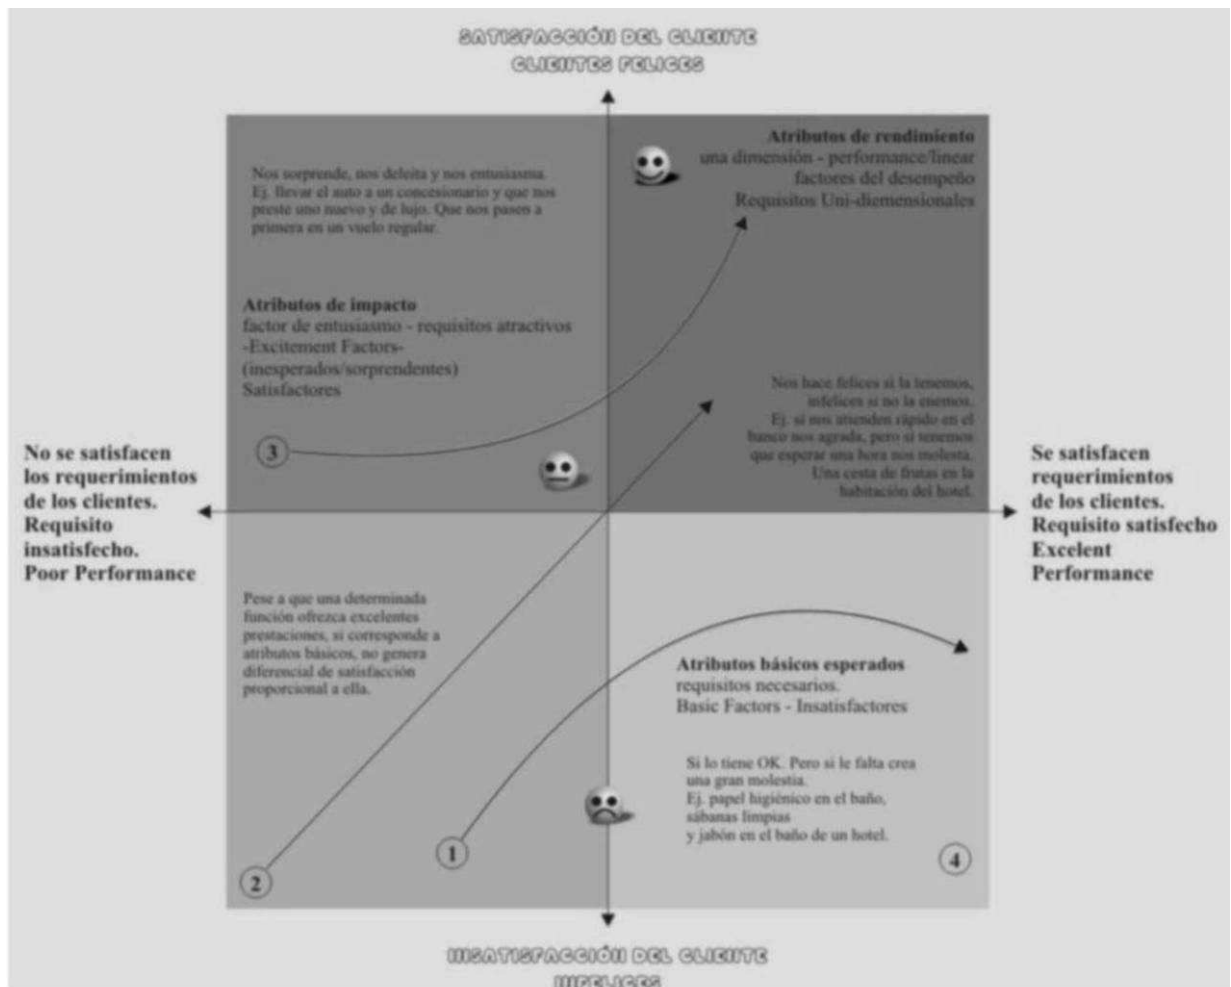 SATISFACCIÓN DEL CLIENTE
CLIENTES FELICES
Nos sorprende, nos deleita y nos entusiasma.
Ej. llevar el auto a un concesionario y que nos
preste uno nuevo y de lujo. Que nos pasen a
primera en un vuelo regular.
Atributos de impacto
factor de entusiasmo - requisitos atractivos
-Excitement Factors-
(inesperados/sorprendentes)
Satisfactores
3
Atributos de rendimiento
una dimensión - performance/linear
factores del desempeño
Requisitos Uni-diemensionales
Nos hace felices si la tenemos,
infelices si no la enemos.
Ej. si nos atienden rápido en el
banco nos agrada, pero si tenemos
que esperar una hora nos molesta.
Una cesta de frutas en la
habitación del hotel.
No se satisfacen
los requerimientos
de los clientes.
Requisito
insatisfecho.
Poor Performance
Se satisfacen
requerimientos
de los clientes.
Requisito satisfecho
Excelent
Performance
Pese a que una determinada
función ofrezca excelentes
prestaciones, si corresponde a
atributos básicos, no genera
diferencial de satisfacción
proporcional a ella.
2
1
Atributos básicos esperados
requisitos necesarios.
Basic Factors - Insatisfactores
Si lo tiene OK. Pero si le falta crea
una gran molestia.
Ej. papel higiénico en el baño,
sábanas limpias
y jabón en el baño de un hotel.
4
INSATISFACCIÓN DEL CLIENTE
INFELICES